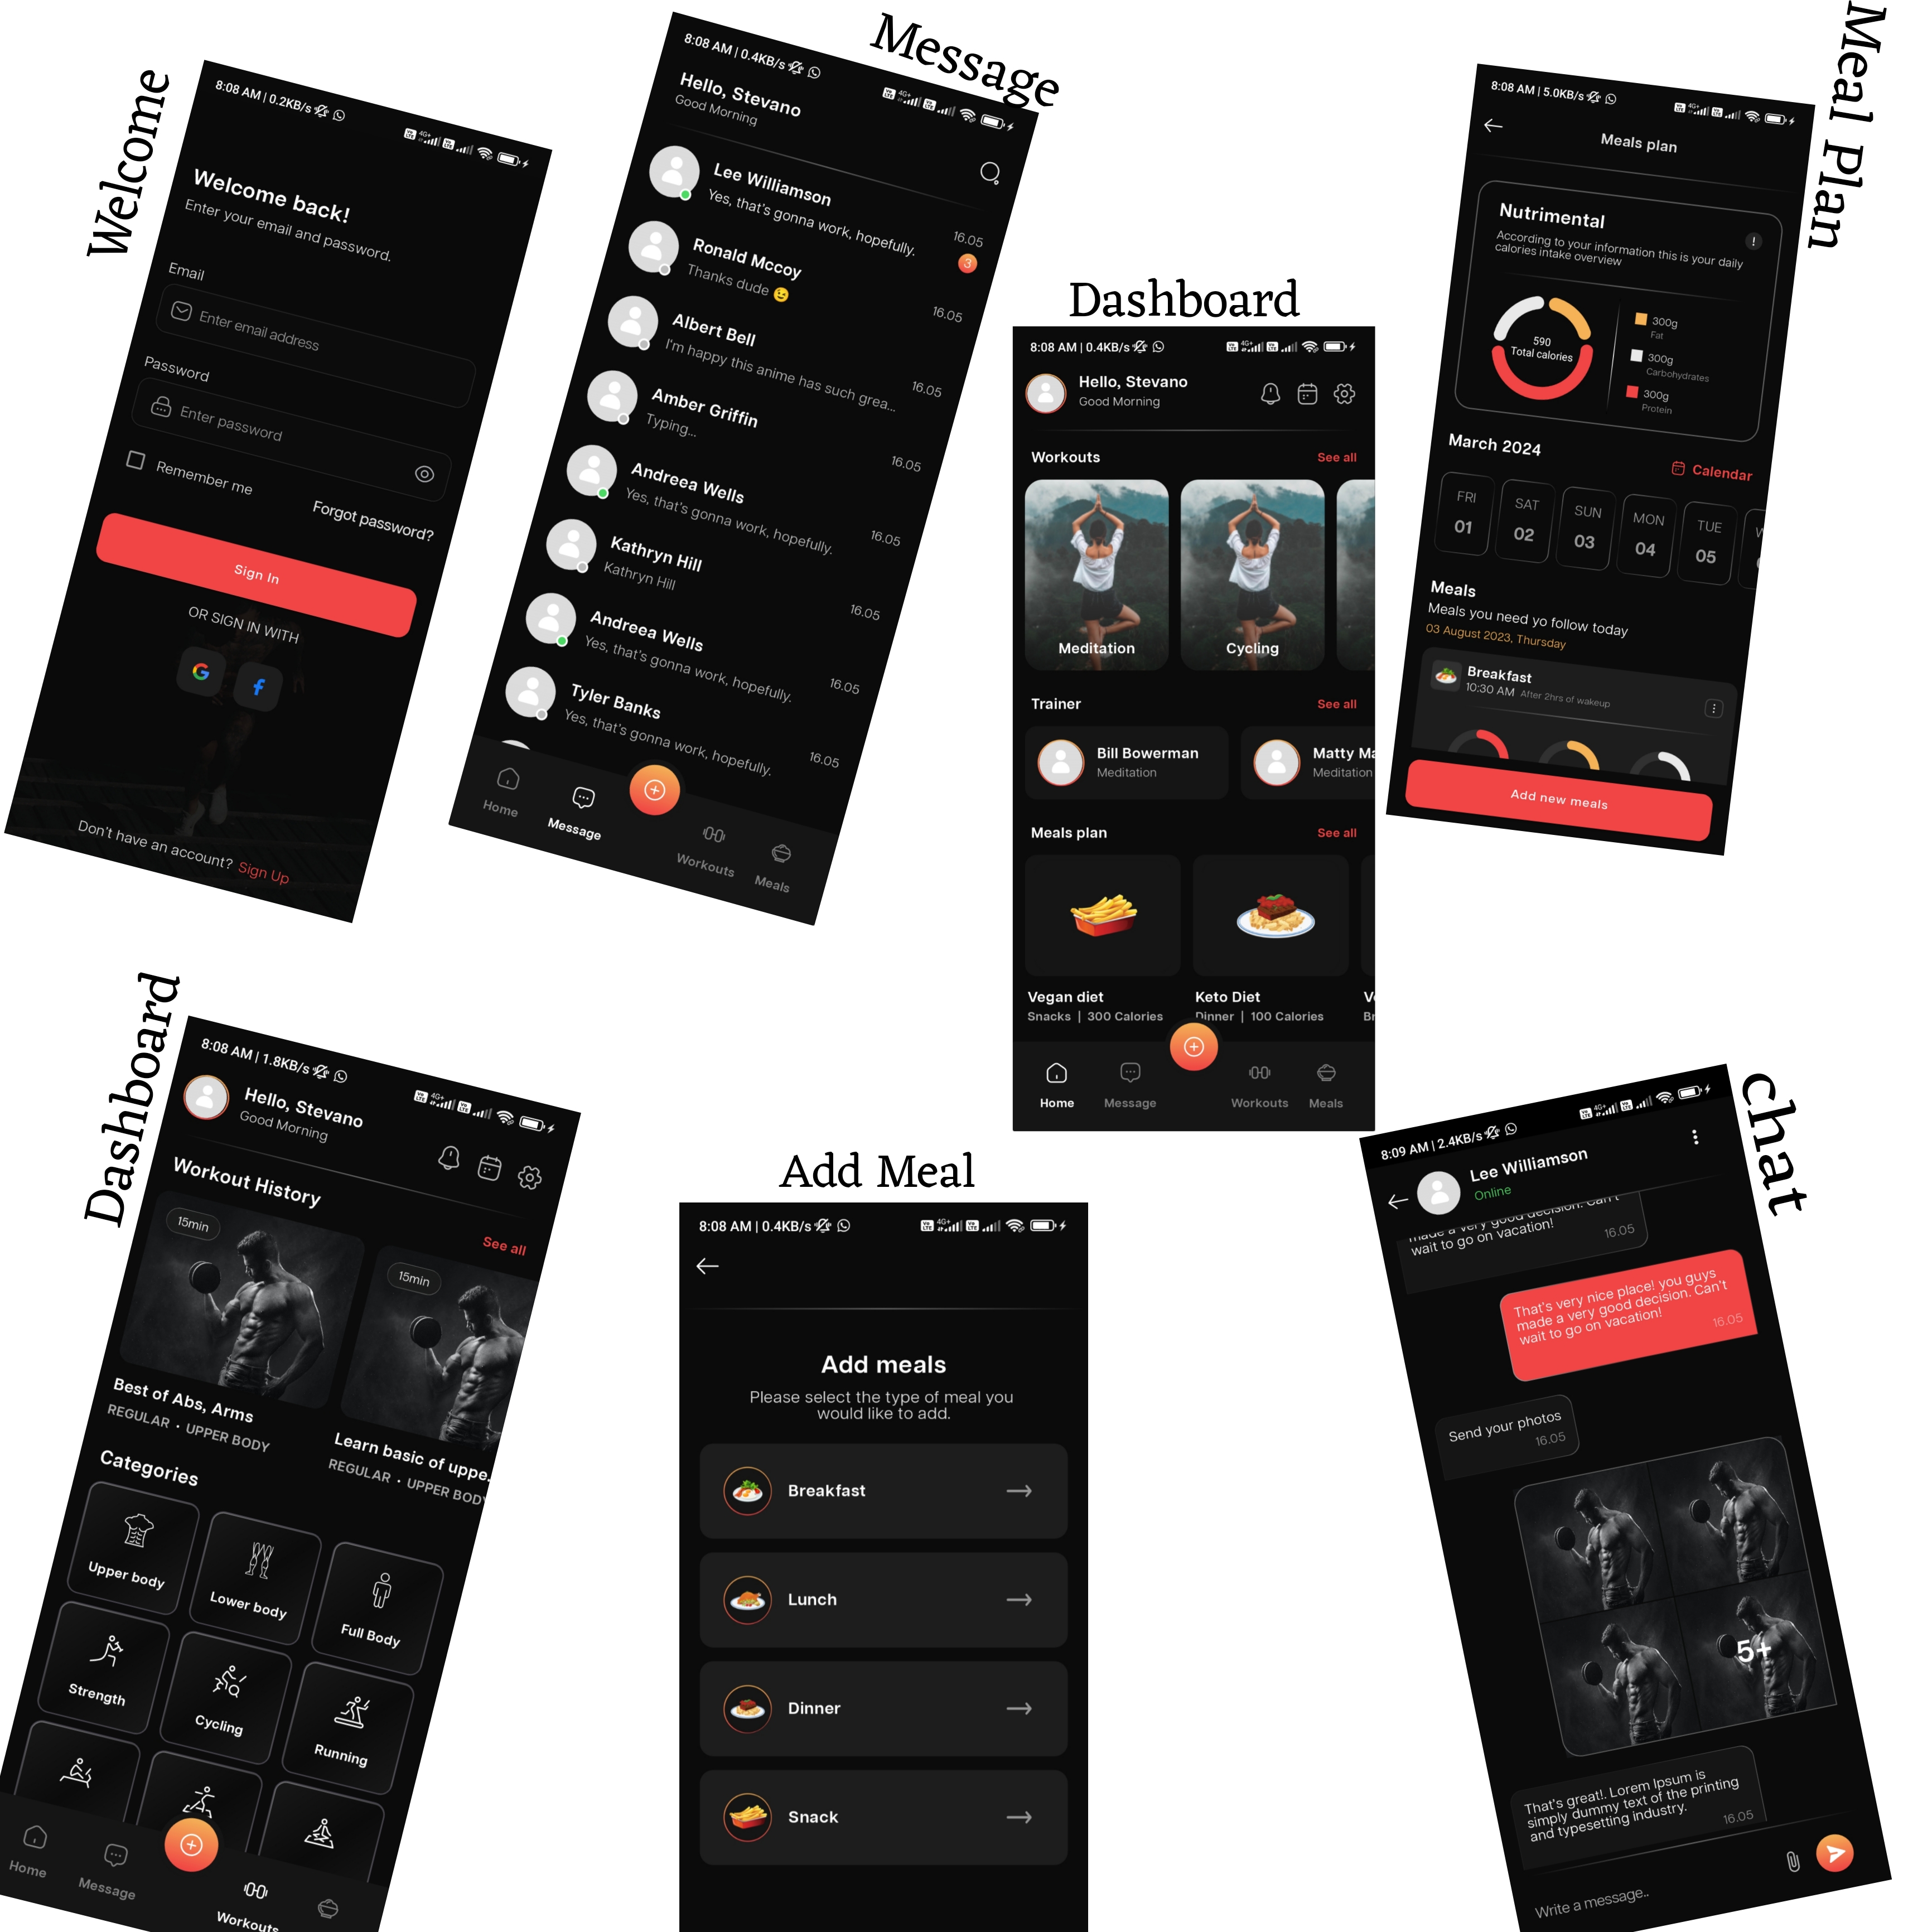 Welcome
8:08 AM | 0.2KB/s
4G+
Welcome back!
Enter your email and password.
Email
Enter email address
Password
Enter password
Remember me
Forgot password?
Sign In
OR SIGN IN WITH
G f
Don't have an account? Sign Up
Message
8:08 AM | 0.4KB/s
4G+
Hello, Stevano
Good Morning
Lee Williamson
Yes, that's gonna work, hopefully.
16.05
3
Ronald Mccoy
Thanks dude 😉
16.05
Albert Bell
I'm happy this anime has such grea...
16.05
Amber Griffin
Typing...
16.05
Andreea Wells
Yes, that's gonna work, hopefully.
16.05
Kathryn Hill
Kathryn Hill
16.05
Andreea Wells
Yes, that's gonna work, hopefully.
16.05
Tyler Banks
Yes, that's gonna work, hopefully.
16.05
Home
Message
Workouts
Meals
Dashboard
8:08 AM | 0.4KB/s
4G+
Hello, Stevano
Good Morning
Workouts
See all
Meditation
Cycling
Trainer
See all
Bill Bowerman
Meditation
Matty Ma
Meditation
Meals plan
See all
Vegan diet
Snacks | 300 Calories
Keto Diet
Dinner | 100 Calories
Home
Message
Workouts
Meals
Meal Plan
8:08 AM | 5.0KB/s
4G+
Meals plan
Nutrimental
!
According to your information this is your daily
calories intake overview
590
Total calories
300g
Fat
300g
Carbohydrates
300g
Protein
March 2024
Calendar
FRI
01
SAT
02
SUN
03
MON
04
TUE
05
Meals
Meals you need yo follow today
03 August 2023, Thursday
Breakfast
10:30 AM After 2hrs of wakeup
Add new meals
Dashboard
8:08 AM | 1.8KB/s
4G+
Hello, Stevano
Good Morning
Workout History
See all
15min
15min
Best of Abs, Arms
REGULAR • UPPER BODY
Learn basic of uppe.
REGULAR • UPPER BODY
Categories
Upper body
Lower body
Full Body
Strength
Cycling
Running
Home
Message
Workouts
Add Meal
8:08 AM | 0.4KB/s
4G+
Add meals
Please select the type of meal you
would like to add.
Breakfast
Lunch
Dinner
Snack
chat
8:09 AM | 2.4KB/s
4G+
Lee Williamson
Online
made a very good decision. Can't
wait to go on vacation!
16.05
That's very nice place! you guys
made a very good decision. Can't
wait to go on vacation!
16.05
Send your photos
16.05
5+
That's great!. Lorem Ipsum is
simply dummy text of the printing
and typesetting industry.
16.05
Write a message..